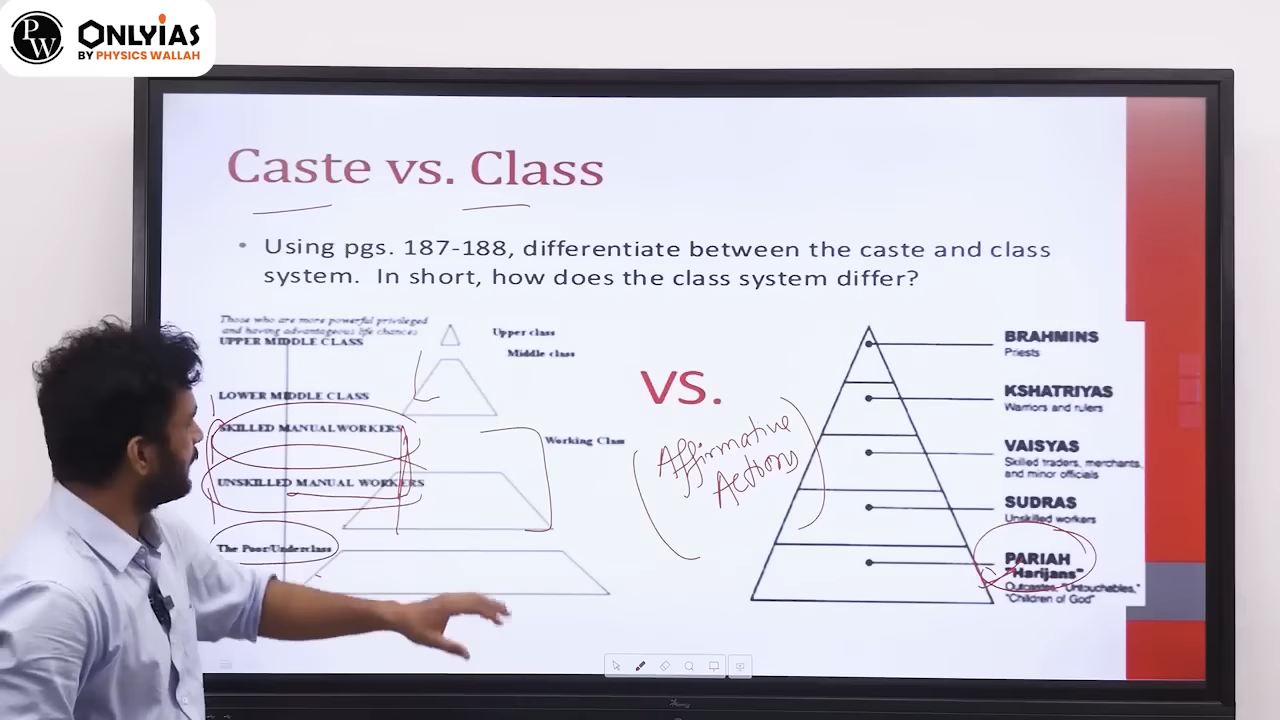 PW
ONLYIAS
BY PHYSICS WALLAH
Caste vs. Class
• Using pgs. 187-188, differentiate between the caste and class
system. In short, how does the class system differ?
Those who are more powerful privileged
and having advantageous life chances
UPPER MIDDLE CLASS
LOWER MIDDLE CLASS
SKILLED MANUAL WORKERS
UNSKILLED MANUAL WORKERS
The Poor/Underclass
Upper class
Middle class
Working Class
VS.
Affirmative
Actions
BRAHMINS
Priests
KSHATRIYAS
Warriors and rulers
VAISYAS
Skilled traders, merchants,
and minor officials
SUDRAS
Unskilled workers
PARIAH
"Harijans"
Outcastes, "Untouchables,"
"Children of God"